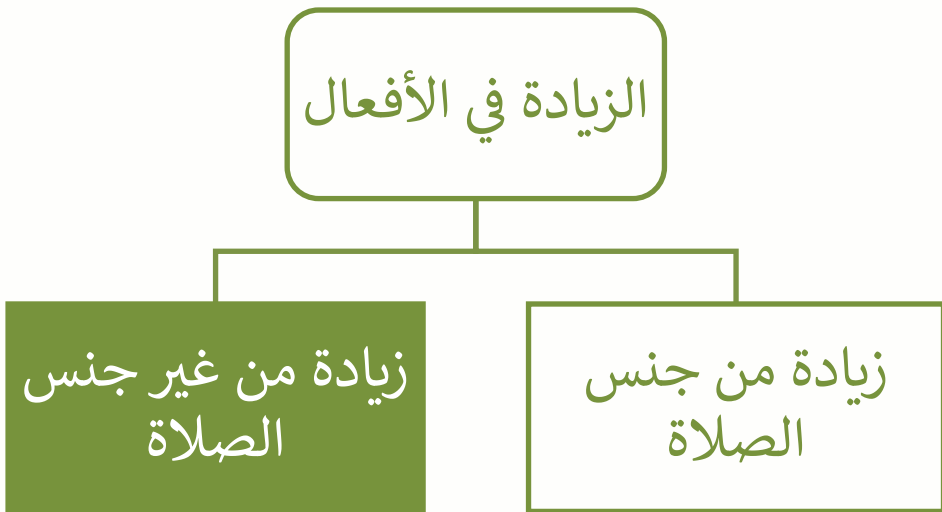 الزيادة في الأفعال
زيادة من جنس
الصلاة
زيادة من غير جنس
الصلاة